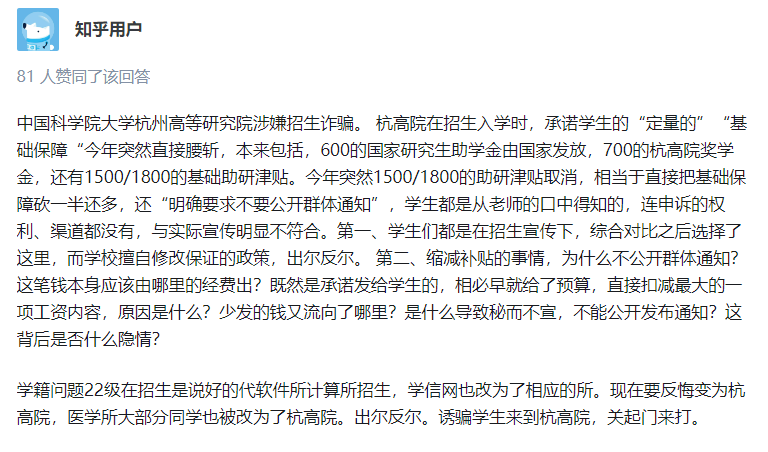 知乎用户
81 人赞同了该回答
中国科学院大学杭州高等研究院涉嫌招生诈骗。 杭高院在招生入学时，承诺学生的“定量的”“基
础保障“今年突然直接腰斩，本来包括，600的国家研究生助学金由国家发放，700的杭高院奖学
金，还有1500/1800的基础助研津贴。今年突然1500/1800的助研津贴取消，相当于直接把基础保
障砍一半还多，还“明确要求不要公开群体通知”，学生都是从老师的口中得知的，连申诉的权
利、渠道都没有，与实际宣传明显不符合。第一、学生们都是在招生宣传下，综合对比之后选择了
这里，而学校擅自修改保证的政策，出尔反尔。 第二、缩减补贴的事情，为什么不公开群体通知？
这笔钱本身应该由哪里的经费出？既然是承诺发给学生的，相必早就给了预算，直接扣减最大的一
项工资内容，原因是什么？少发的钱又流向了哪里？是什么导致秘而不宣，不能公开发布通知？这
背后是否什么隐情？
学籍问题22级在招生是说好的代软件所计算所招生，学信网也改为了相应的所。现在要反悔变为杭
高院，医学所大部分同学也被改为了杭高院。出尔反尔。诱骗学生来到杭高院，关起门来打。